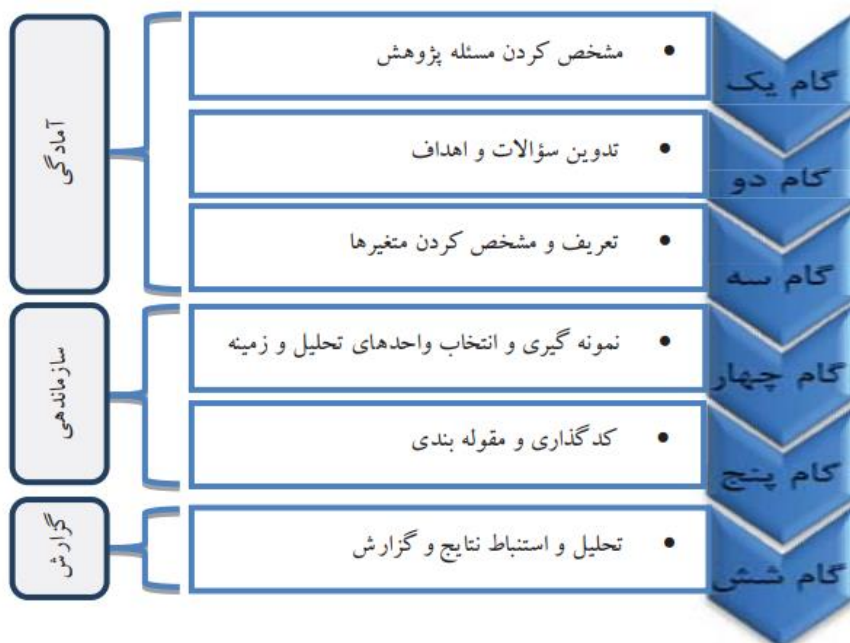 گام یک
• مشخص کردن مسئله پژوهش
گام دو
• تدوین سؤالات و اهداف
گام سه
• تعریف و مشخص کردن متغیرها
آمادگی
گام چهار
• نمونه گیری و انتخاب واحدهای تحلیل و زمینه
گام پنج
• کدگذاری و مقوله بندی
سازماندهی
گام شش
• تحلیل و استنباط نتایج و گزارش
گزارش